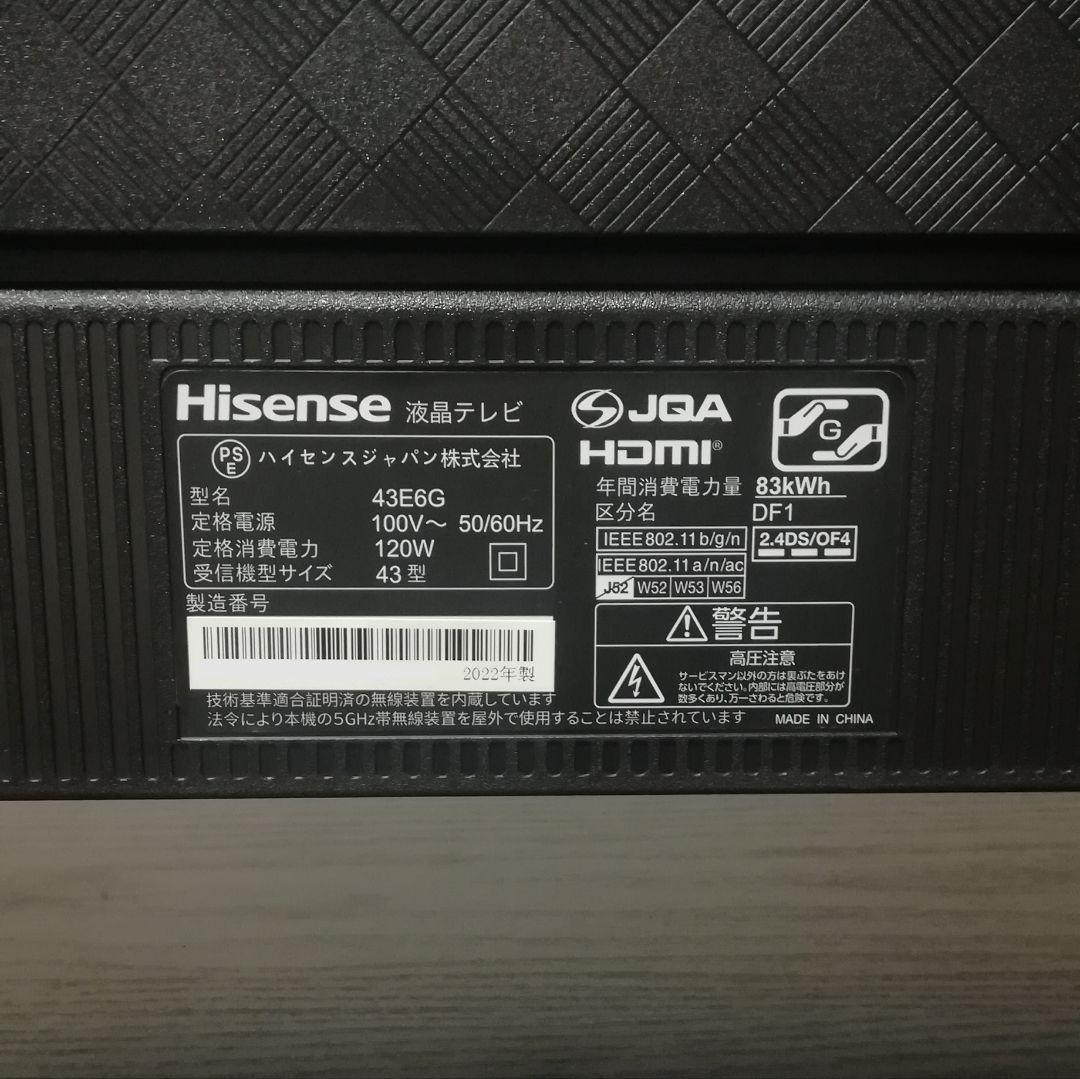 Hisense 液晶テレビ
PSE ハイセンスジャパン株式会社
型名 43E6G
定格電源 100V～ 50/60Hz
定格消費電力 120W
受信機型サイズ 43型
製造番号
2022年製
技術基準適合証明済の無線装置を内蔵しています
法令により本機の5GHz帯無線装置を屋外で使用することは禁止されています
JQA
G
HDMI®
年間消費電力量 83kWh
区分名 DF1
IEEE802.11b/g/n
2.4DS/OF4
IEEE802.11a/n/ac
J52 W52 W53 W56
警告
高圧注意
サービスマン以外の方は裏ぶたをあけ
ないでください。内部には高電圧部分が
数多くあり、万一さわると危険です。
MADE IN CHINA